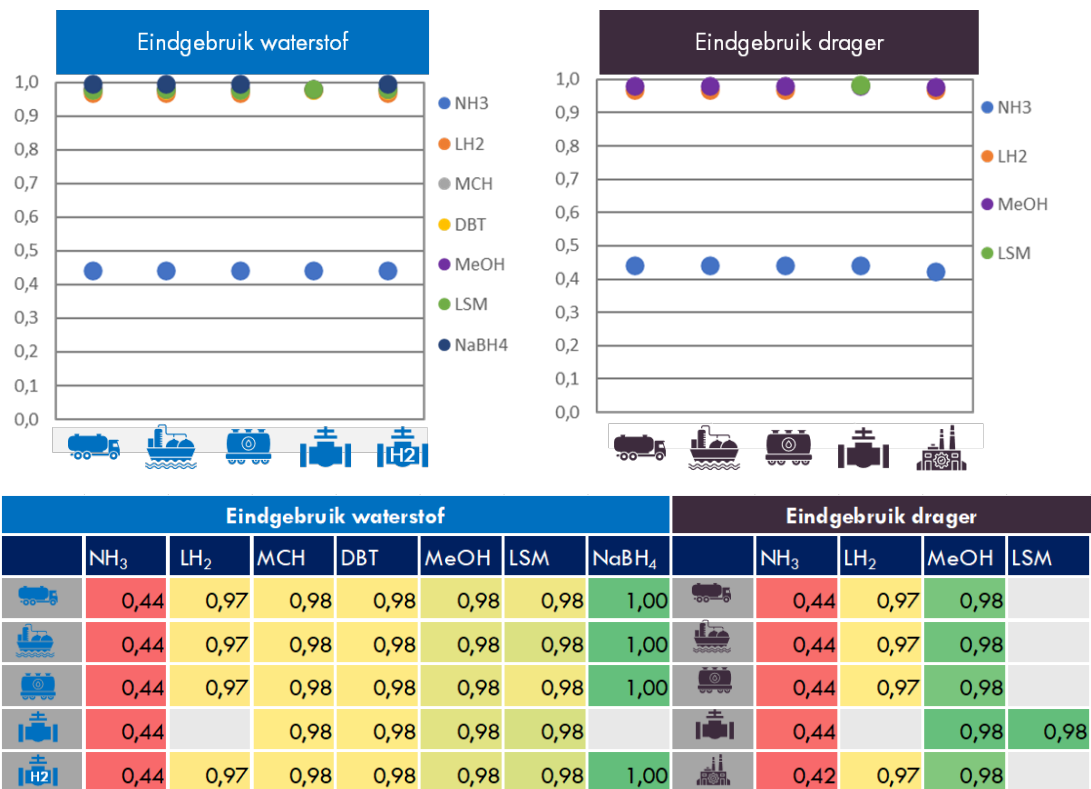 Eindgebruik waterstof
1,0
0,9
0,8
0,7
0,6
0,5
0,4
0,3
0,2
0,1
0,0
NH3
LH2
MCH
DBT
MeOH
LSM
NaBH4
H2
Eindgebruik drager
1,0
0,9
0,8
0,7
0,6
0,5
0,4
0,3
0,2
0,1
0,0
NH3
LH2
MeOH
LSM
Eindgebruik waterstof Eindgebruik drager
NH₃ LH₂ MCH DBT MeOH LSM NaBH₄ NH₃ LH₂ MeOH LSM
0,44 0,97 0,98 0,98 0,98 0,98 1,00 0,44 0,97 0,98
0,44 0,97 0,98 0,98 0,98 0,98 1,00 0,44 0,97 0,98
0,44 0,97 0,98 0,98 0,98 0,98 1,00 0,44 0,97 0,98
0,44 0,98 0,98 0,98 0,98 0,44 0,98 0,98
H2 0,44 0,97 0,98 0,98 0,98 0,98 1,00 0,42 0,97 0,98